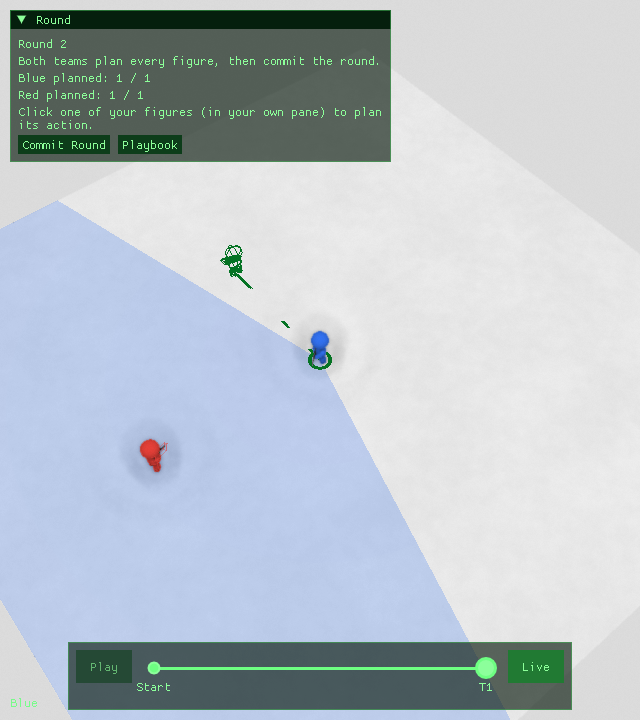 Round
Round 2
Both teams plan every figure, then commit the round.
Blue planned: 1 / 1
Red planned: 1 / 1
Click one of your figures (in your own pane) to plan
its action.
Commit Round
Playbook
Play
Start
T1
Live
Blue